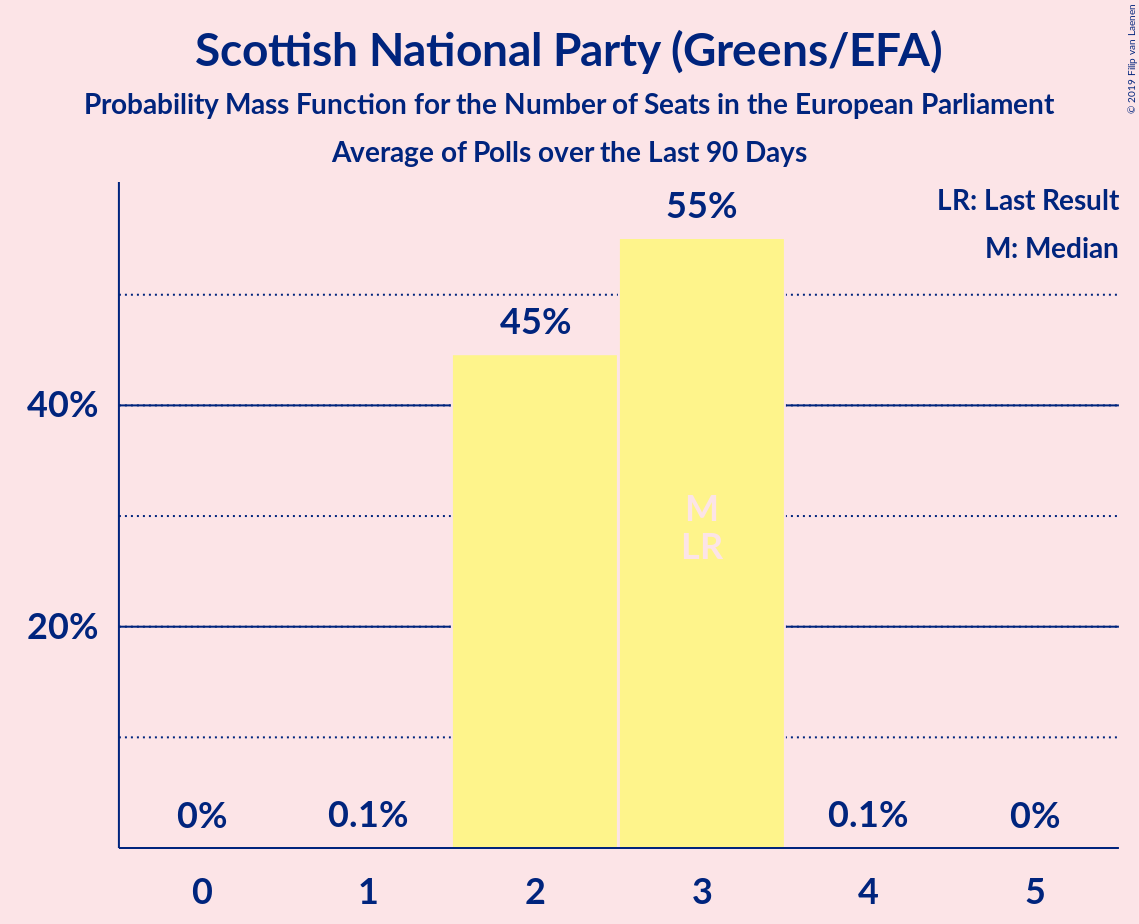 Scottish National Party (Greens/EFA)
Probability Mass Function for the Number of Seats in the European Parliament
Average of Polls over the Last 90 Days
© 2019 Filip van Laenen
LR: Last Result
M: Median
55%
45%
40%
M
LR
20%
0%
0.1%
0.1%
0%
0
1
2
3
4
5